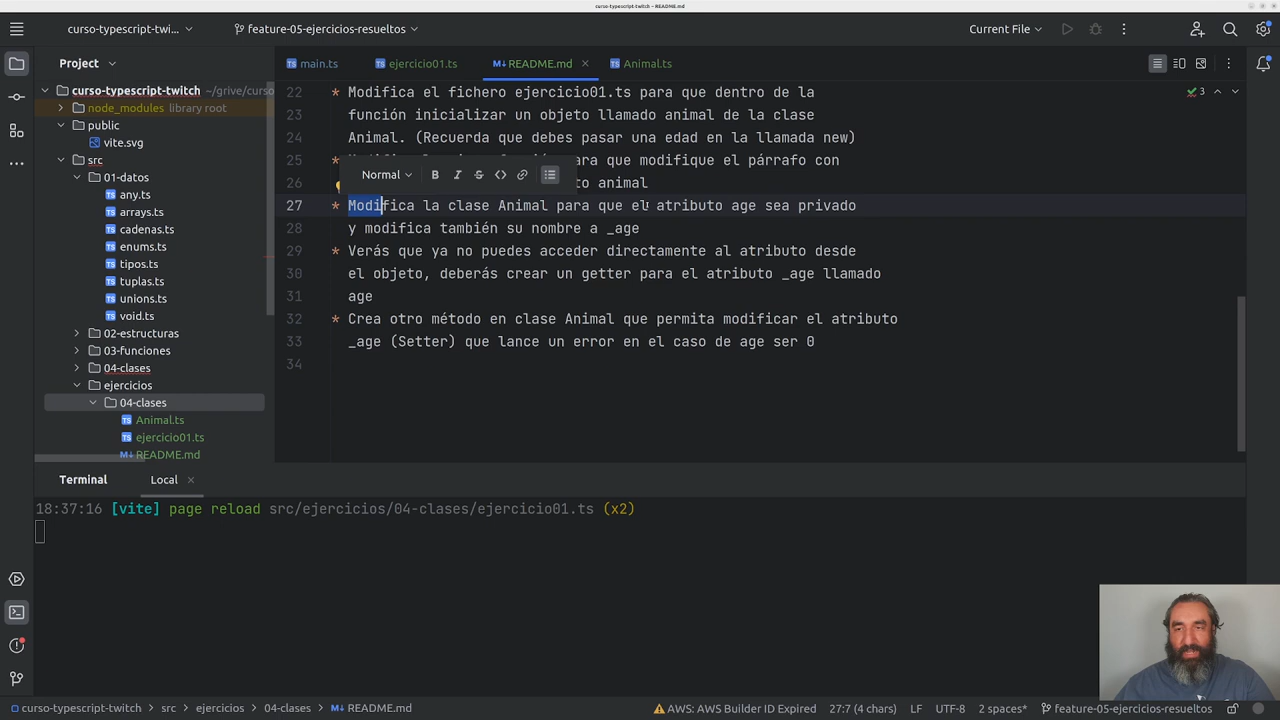 curso-typescript-twitch – README.md
curso-typescript-twi...
feature-05-ejercicios-resueltos
Current File
Project
main.ts
ejercicio01.ts
README.md
Animal.ts
curso-typescript-twitch ~/grive/curso
node_modules library root
public
vite.svg
src
01-datos
any.ts
arrays.ts
cadenas.ts
enums.ts
tipos.ts
tuplas.ts
unions.ts
void.ts
02-estructuras
03-funciones
04-clases
ejercicios
04-clases
Animal.ts
ejercicio01.ts
README.md
22 * Modifica el fichero ejercicio01.ts para que dentro de la
23 función inicializar un objeto llamado animal de la clase
24 Animal. (Recuerda que debes pasar una edad en la llamada new)
25 para que modifique el párrafo con
26 to animal
Normal
27 * Modifica la clase Animal para que el atributo age sea privado
28 y modifica también su nombre a _age
29 * Verás que ya no puedes acceder directamente al atributo desde
30 el objeto, deberás crear un getter para el atributo _age llamado
31 age
32 * Crea otro método en clase Animal que permita modificar el atributo
33 _age (Setter) que lance un error en el caso de age ser 0
34
3
Terminal
Local
18:37:16 [vite] page reload src/ejercicios/04-clases/ejercicio01.ts (x2)
curso-typescript-twitch > src > ejercicios > 04-clases > README.md
AWS: AWS Builder ID Expired
27:7 (4 chars)
LF
UTF-8
2 spaces*
feature-05-ejercicios-resueltos